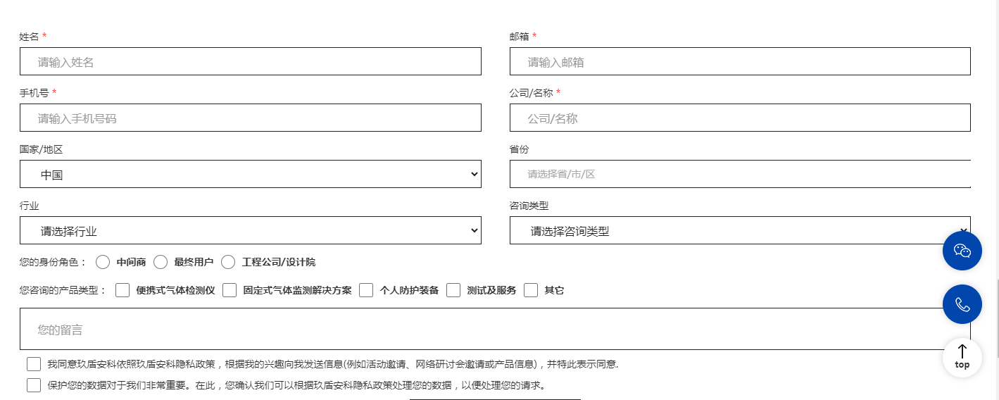 姓名 * 邮箱 *
请输入姓名 请输入邮箱
手机号 * 公司/名称 *
请输入手机号码 公司/名称
国家/地区 省份
中国 请选择省/市/区
行业 咨询类型
请选择行业 请选择咨询类型
您的身份角色： 中间商 最终用户 工程公司/设计院
您咨询的产品类型： 便携式气体检测仪 固定式气体监测解决方案 个人防护装备 测试及服务 其它
您的留言
我同意玖盾安科依照玖盾安科隐私政策，根据我的兴趣向我发送信息(例如活动邀请、网络研讨会邀请或产品信息)，并特此表示同意.
top
保护您的数据对于我们非常重要。在此，您确认我们可以根据玖盾安科隐私政策处理您的数据，以便处理您的请求。